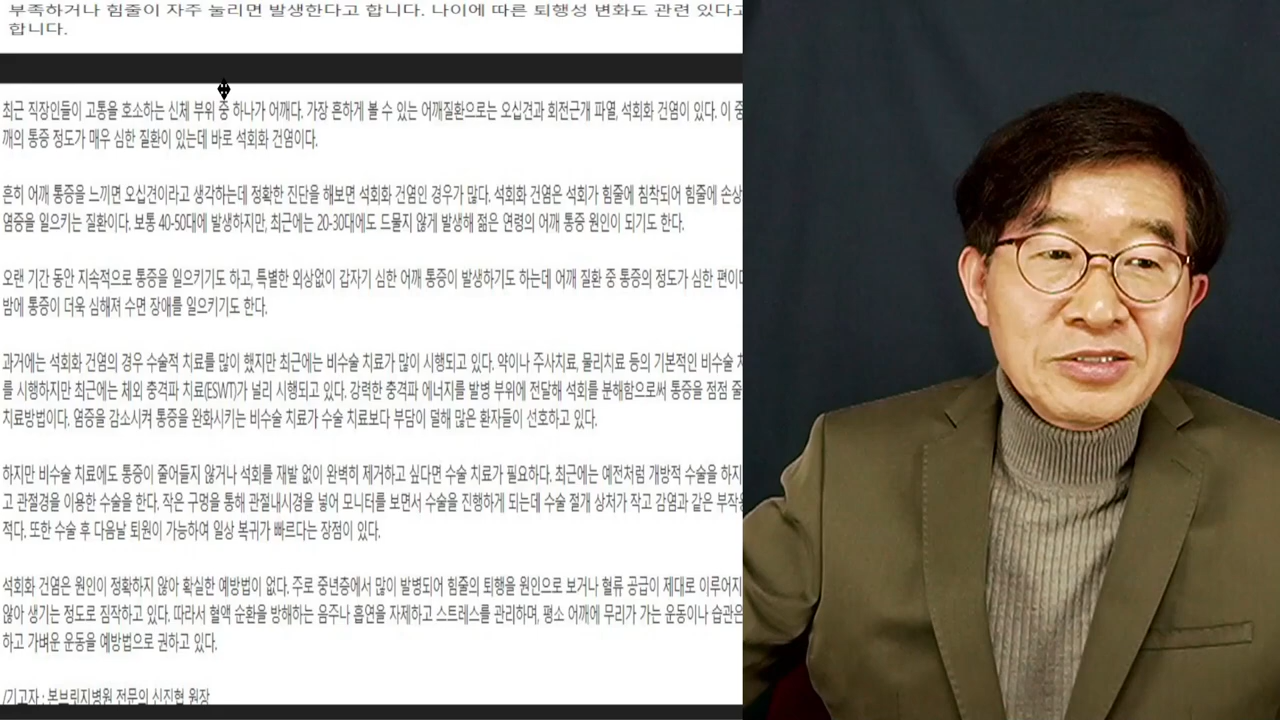 부족하거나 힘줄이 자주 눌리면 발생한다고 합니다. 나이에 따른 퇴행성 변화도 관련 있다고
합니다.
최근 직장인들이 고통을 호소하는 신체 부위 중 하나가 어깨다. 가장 흔하게 볼 수 있는 어깨질환으로는 오십견과 회전근개 파열, 석회화 건염이 있다. 이 중
깨의 통증 정도가 매우 심한 질환이 있는데 바로 석회화 건염이다.
흔히 어깨 통증을 느끼면 오십견이라고 생각하는데 정확한 진단을 해보면 석회화 건염인 경우가 많다. 석회화 건염은 석회가 힘줄에 침착되어 힘줄에 손상
염증을 일으키는 질환이다. 보통 40-50대에 발생하지만, 최근에는 20-30대에도 드물지 않게 발생해 젊은 연령의 어깨 통증 원인이 되기도 한다.
오랜 기간 동안 지속적으로 통증을 일으키기도 하고, 특별한 외상없이 갑자기 심한 어깨 통증이 발생하기도 하는데 어깨 질환 중 통증의 정도가 심한 편이
밤에 통증이 더욱 심해져 수면 장애를 일으키기도 한다.
과거에는 석회화 건염의 경우 수술적 치료를 많이 했지만 최근에는 비수술 치료가 많이 시행되고 있다. 약이나 주사치료, 물리치료 등의 기본적인 비수술
를 시행하지만 최근에는 체외 충격파 치료(ESWT)가 널리 시행되고 있다. 강력한 충격파 에너지를 발병 부위에 전달해 석회를 분해함으로써 통증을 점점
치료방법이다. 염증을 감소시켜 통증을 완화시키는 비수술 치료가 수술 치료보다 부담이 덜해 많은 환자들이 선호하고 있다.
하지만 비수술 치료에도 통증이 줄어들지 않거나 석회를 재발 없이 완벽히 제거하고 싶다면 수술 치료가 필요하다. 최근에는 예전처럼 개방적 수술을 하지
고 관절경을 이용한 수술을 한다. 작은 구멍을 통해 관절내시경을 넣어 모니터를 보면서 수술을 진행하게 되는데 수술 절개 상처가 작고 감염과 같은 부작용
적다. 또한 수술 후 다음날 퇴원이 가능하여 일상 복귀가 빠르다는 장점이 있다.
석회화 건염은 원인이 정확하지 않아 확실한 예방법이 없다. 주로 중년층에서 많이 발병되어 힘줄의 퇴행을 원인으로 보거나 혈류 공급이 제대로 이루어지
않아 생기는 정도로 짐작하고 있다. 따라서 혈액 순환을 방해하는 음주나 흡연을 자제하고 스트레스를 관리하며, 평소 어깨에 무리가 가는 운동이나 습관은
하고 가벼운 운동을 예방법으로 권하고 있다.
/기고자 : 본브릿지병원 전문의 신진협 원장